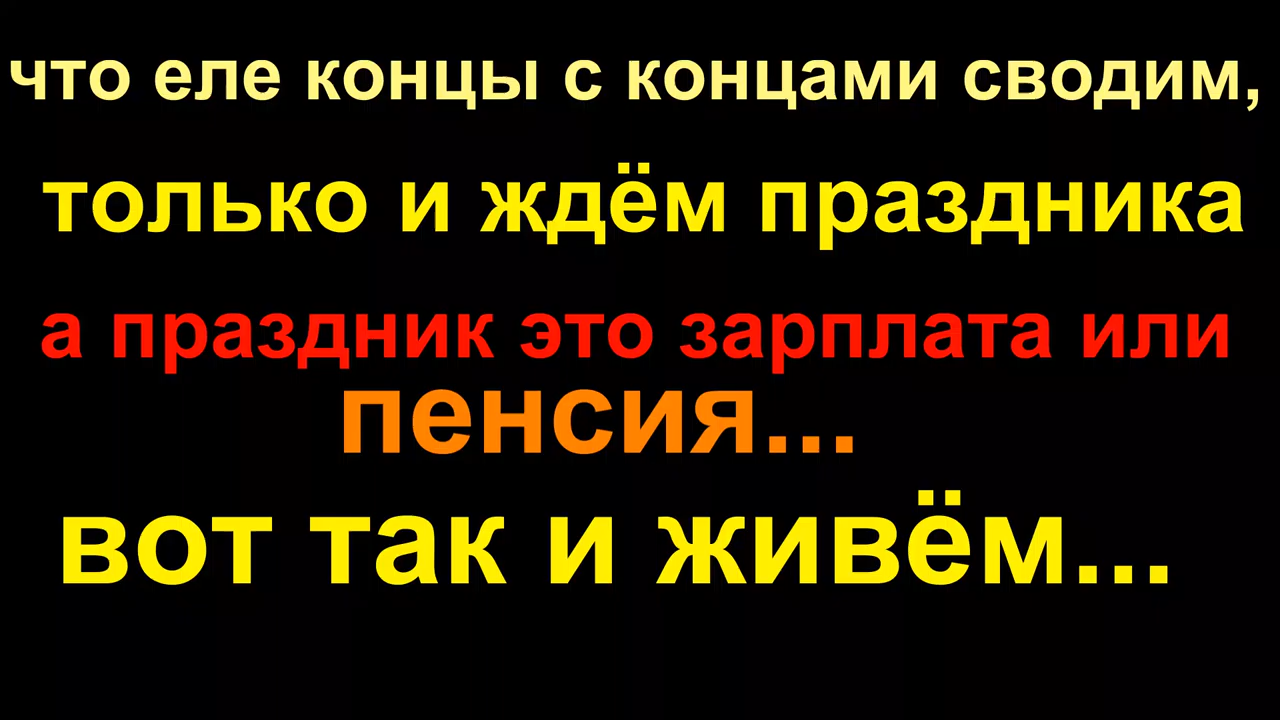 что еле концы с концами сводим,
только и ждём праздника
а праздник это зарплата или
пенсия...
вот так и живём...